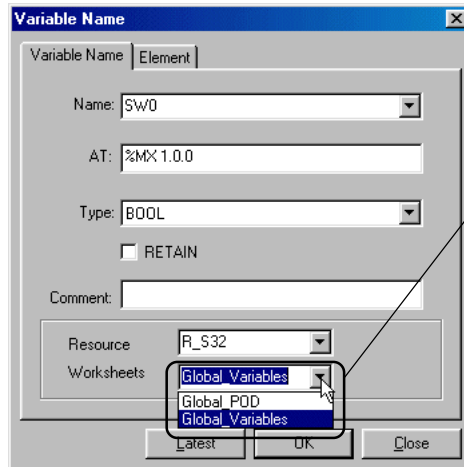 Variable Name
Variable Name Element
Name: SW0
AT: %MX 1.0.0
Type: BOOL
RETAIN
Comment:
Resource R_S32
Worksheets Global_Variables
Global_POD
Global_Variables
Latest OK Close